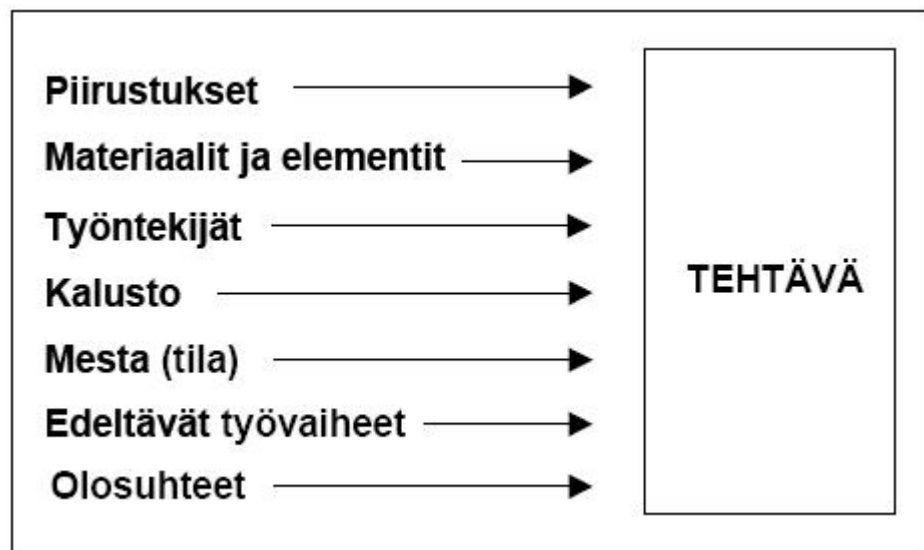 Piirustukset
Materiaalit ja elementit
Työntekijät
Kalusto
Mesta (tila)
Edeltävät työvaiheet
Olosuhteet
TEHTÄVÄ